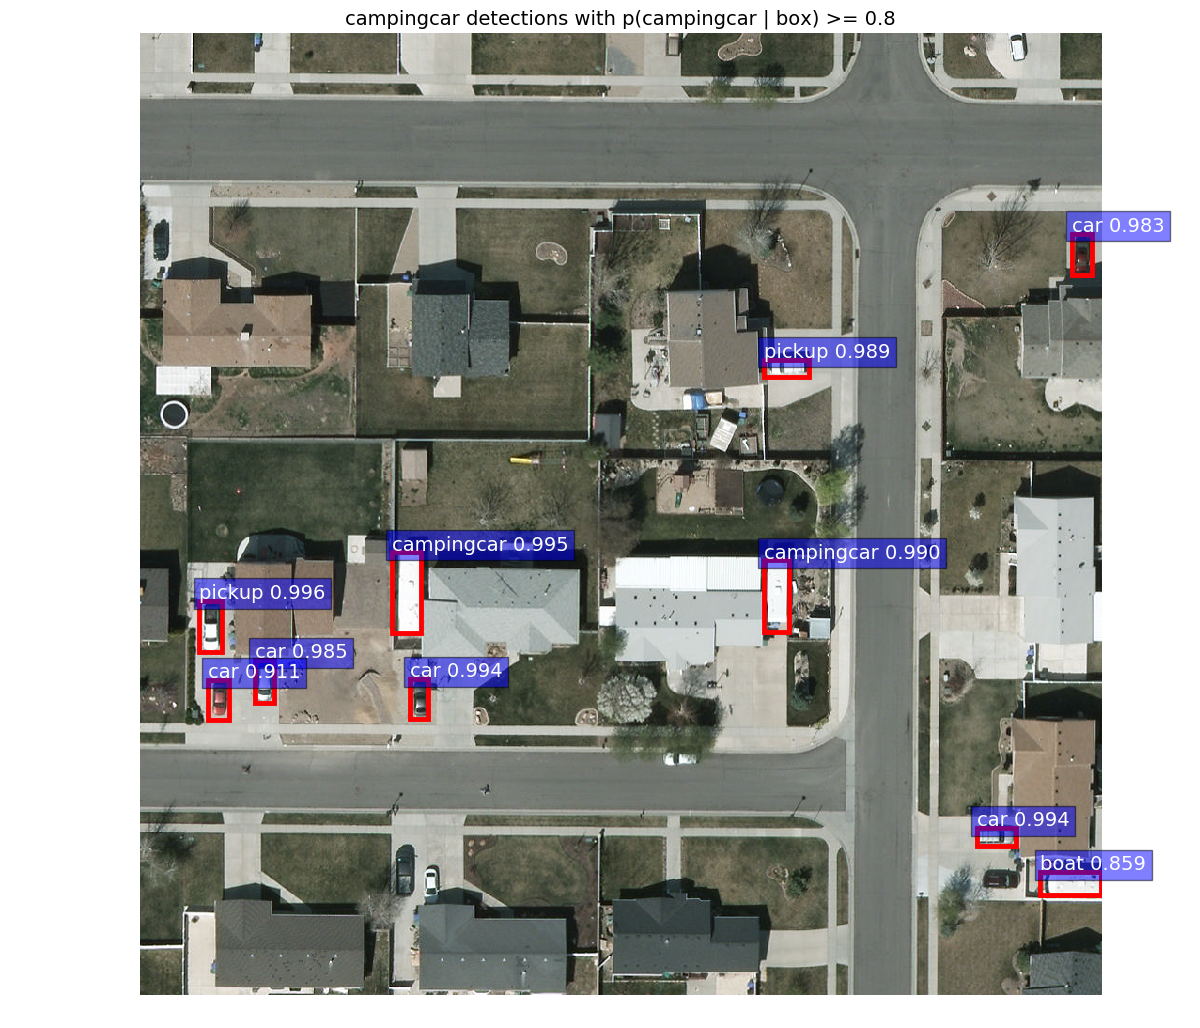 campingcar detections with p(campingcar | box) >= 0.8
car 0.983
pickup 0.989
campingcar 0.995
campingcar 0.990
pickup 0.996
car 0.985
car 0.911
car 0.994
car 0.994
boat 0.859